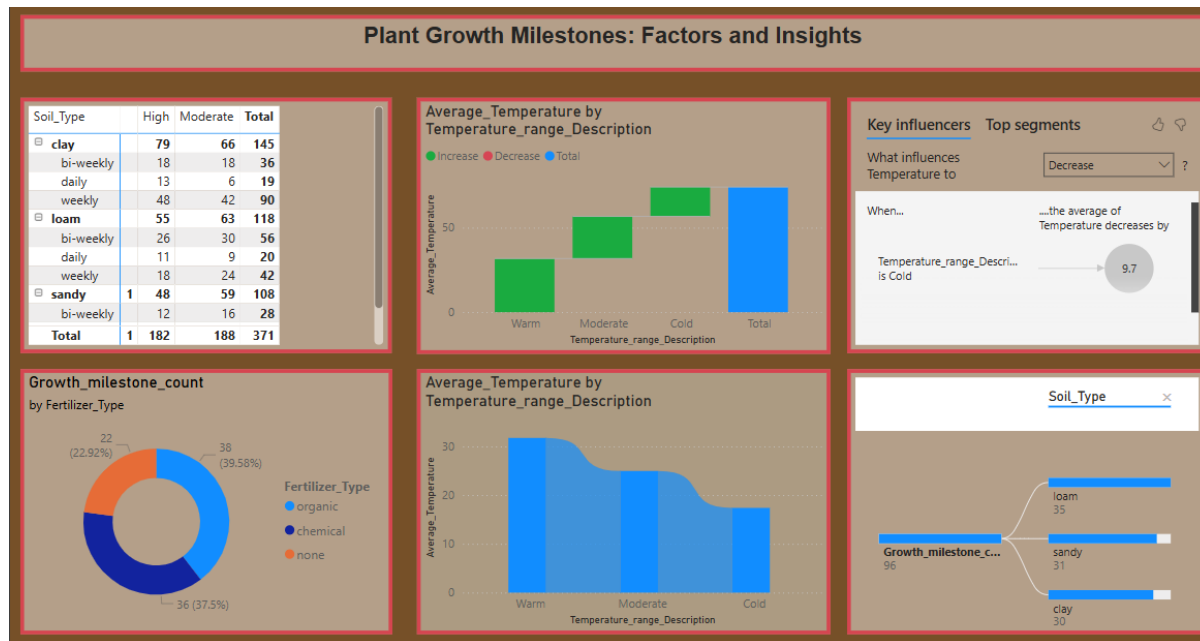 Plant Growth Milestones: Factors and Insights
Soil_Type High Moderate Total
clay 79 66 145
bi-weekly 18 18 36
daily 13 6 19
weekly 48 42 90
loam 55 63 118
bi-weekly 26 30 56
daily 11 9 20
weekly 18 24 42
sandy 1 48 59 108
bi-weekly 12 16 28
Total 1 182 188 371
Average_Temperature by
Temperature_range_Description
Increase Decrease Total
Average_Temperature
50
0
Warm Moderate Cold Total
Temperature_range_Description
Key influencers Top segments
What influences
Temperature to
Decrease
?
When...
....the average of
Temperature decreases by
Temperature_range_Descri...
is Cold
9.7
Growth_milestone_count
by Fertilizer_Type
22
(22.92%)
38
(39.58%)
36 (37.5%)
Fertilizer_Type
organic
chemical
none
Average_Temperature by
Temperature_range_Description
Average_Temperature
30
20
10
0
Warm Moderate Cold
Temperature_range_Description
Soil_Type
Growth_milestone_c...
96
loam
35
sandy
31
clay
30